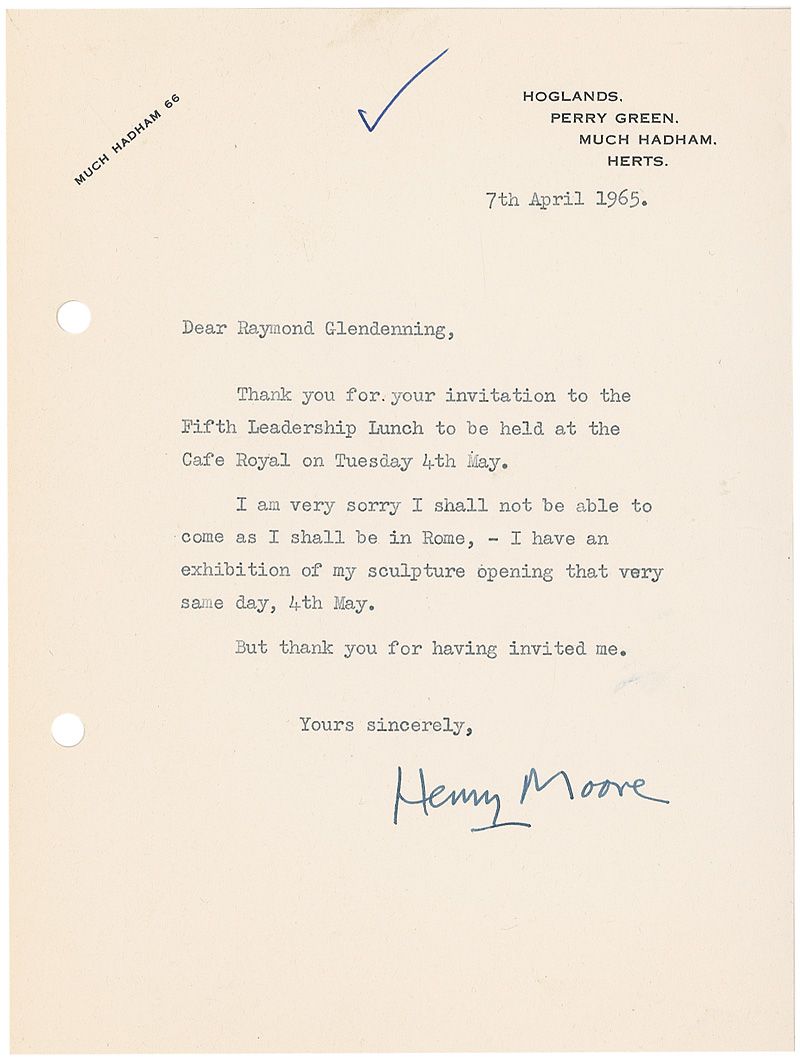 MUCH HADHAM 66
HOGLANDS,
PERRY GREEN,
MUCH HADHAM,
HERTS.
7th April 1965.
Dear Raymond Glendenning,
Thank you for. your invitation to the
Fifth Leadership Lunch to be held at the
Cafe Royal on Tuesday 4th May.
I am very sorry I shall not be able to
come as I shall be in Rome, - I have an
exhibition of my sculpture opening that very
same day, 4th May.
But thank you for having invited me.
Yours sincerely,
Henry Moore